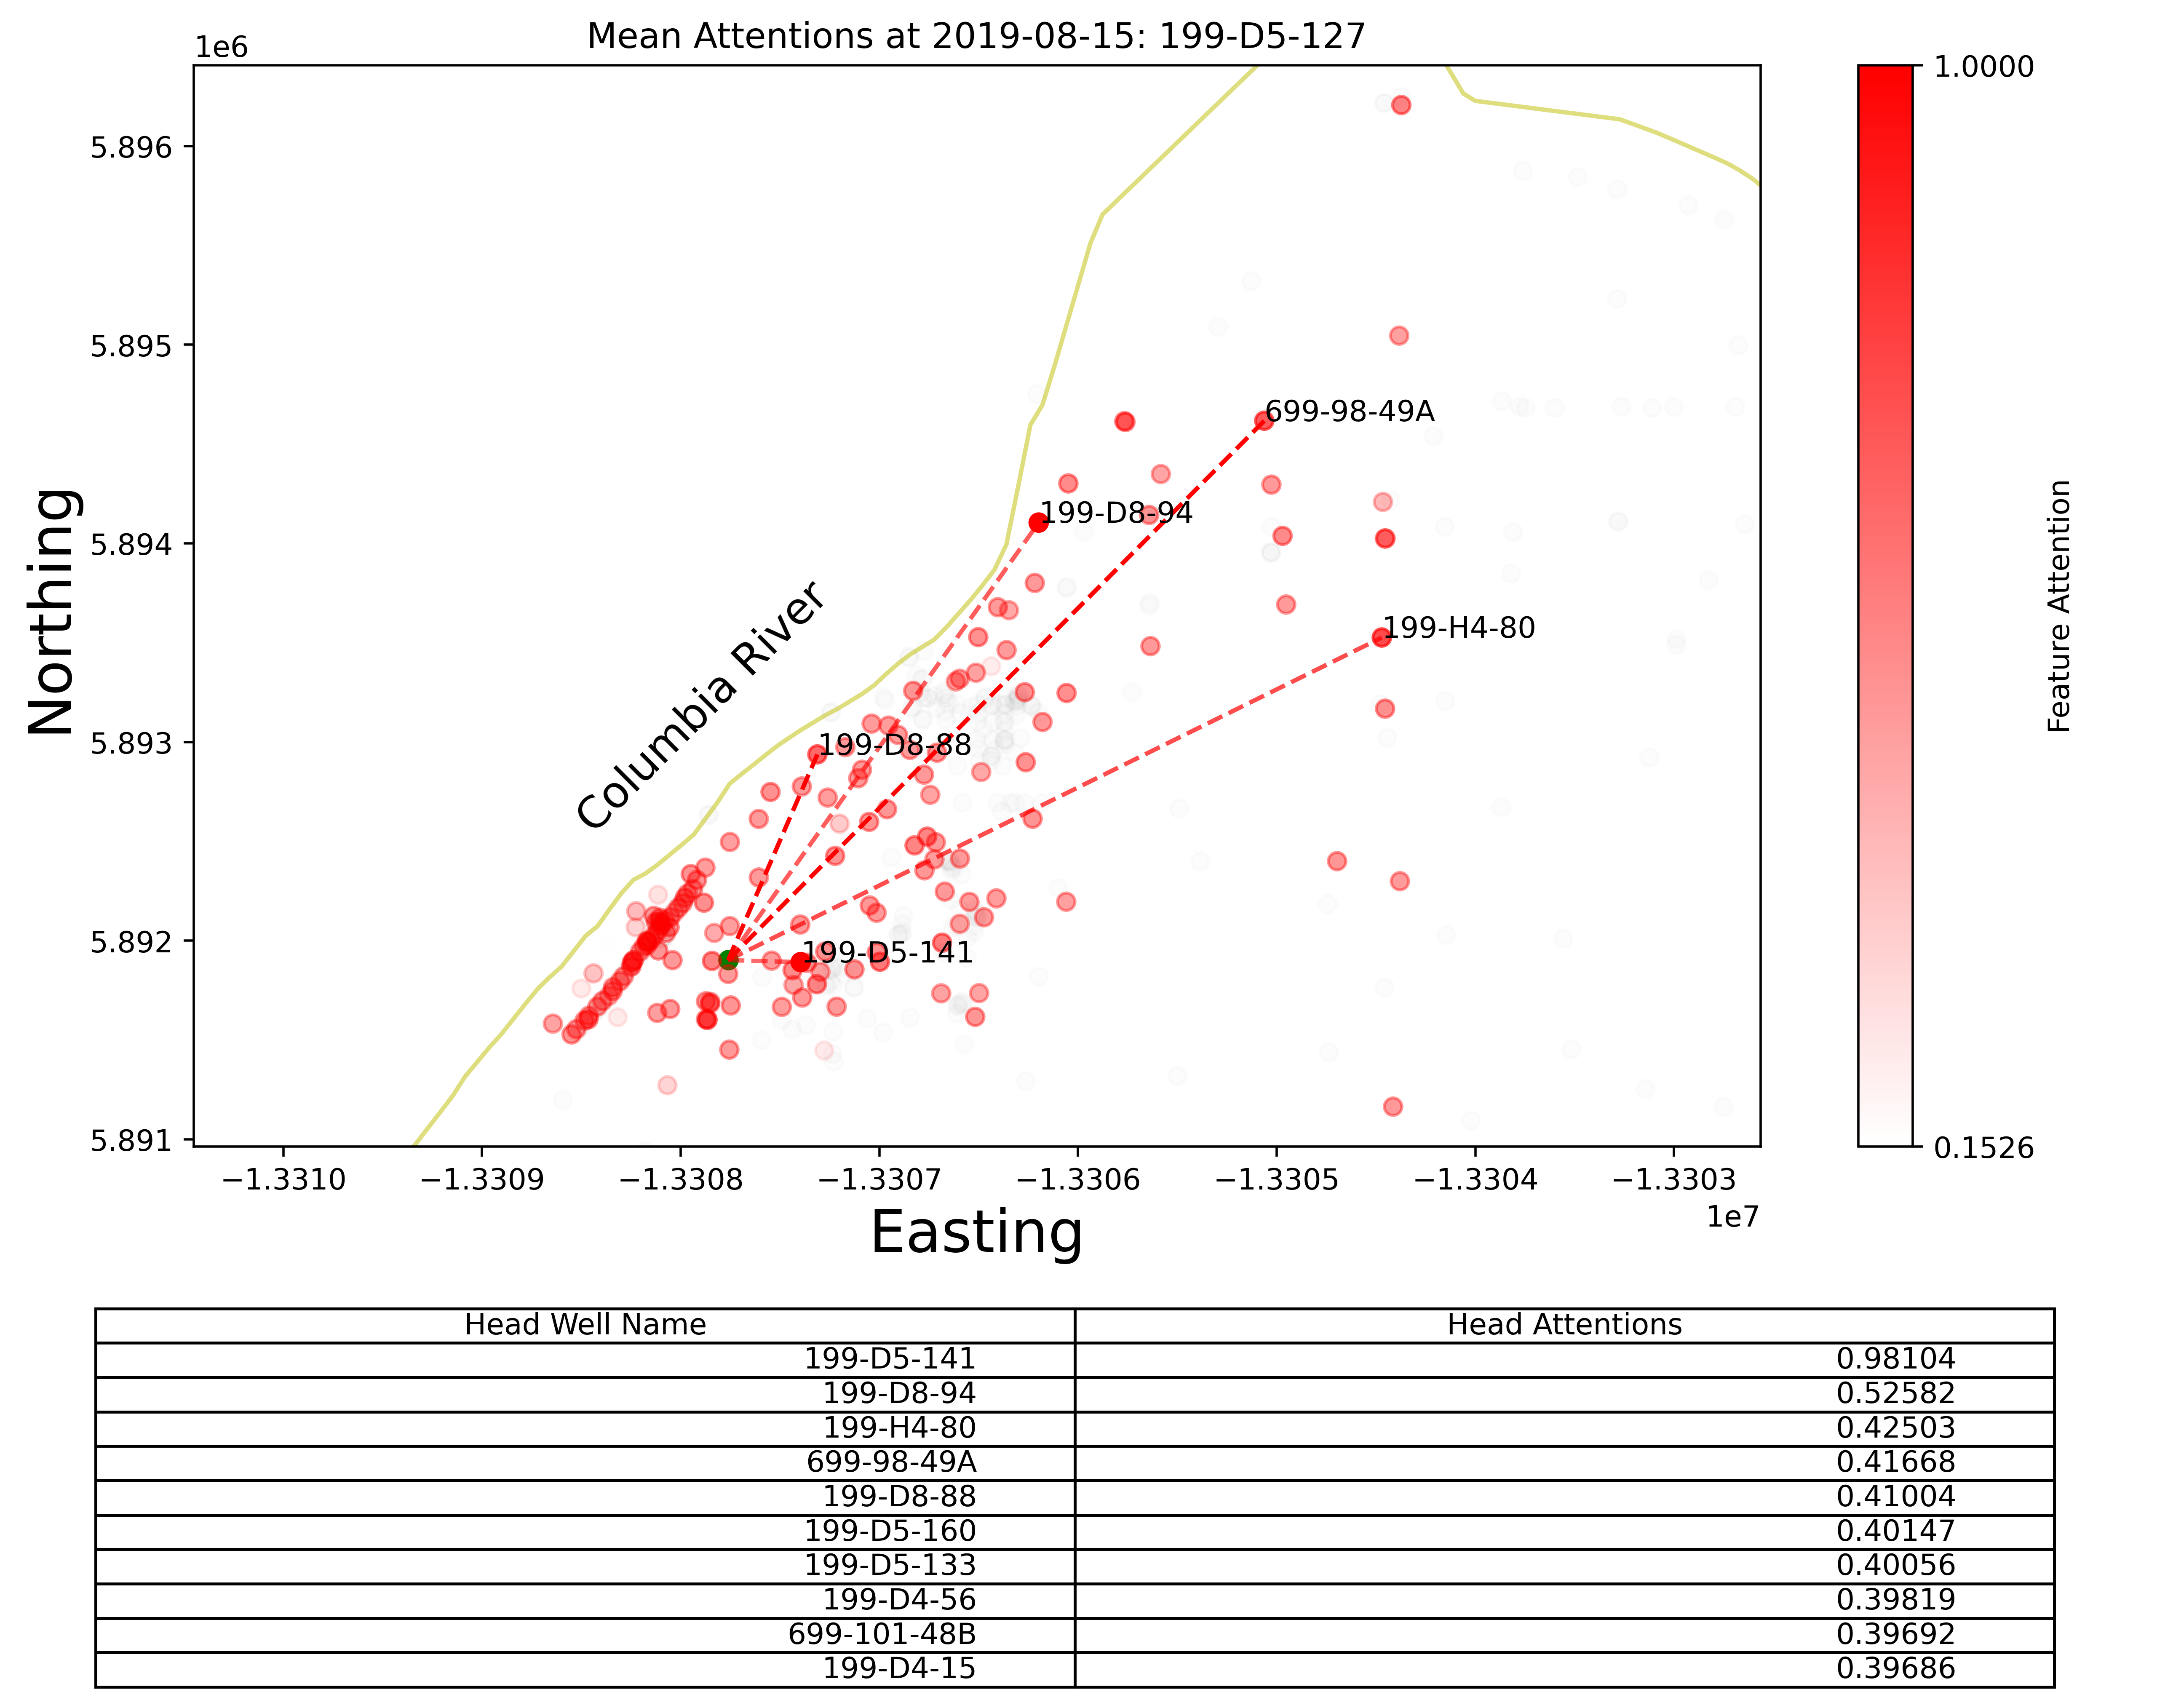 Mean Attentions at 2019-08-15: 199-D5-127
1e6
1.0000
5.896
5.895
699-98-49A
199-D8-94
5.894
199-H4-80
Columbia River
Northing
Feature Attention
5.893
199-D8-88
5.892
199-D5-141
5.891
0.1526
−1.3310 −1.3309 −1.3308 −1.3307 −1.3306 −1.3305 −1.3304 −1.3303
1e7
Easting
Head Well Name Head Attentions
199-D5-141 0.98104
199-D8-94 0.52582
199-H4-80 0.42503
699-98-49A 0.41668
199-D8-88 0.41004
199-D5-160 0.40147
199-D5-133 0.40056
199-D4-56 0.39819
699-101-48B 0.39692
199-D4-15 0.39686